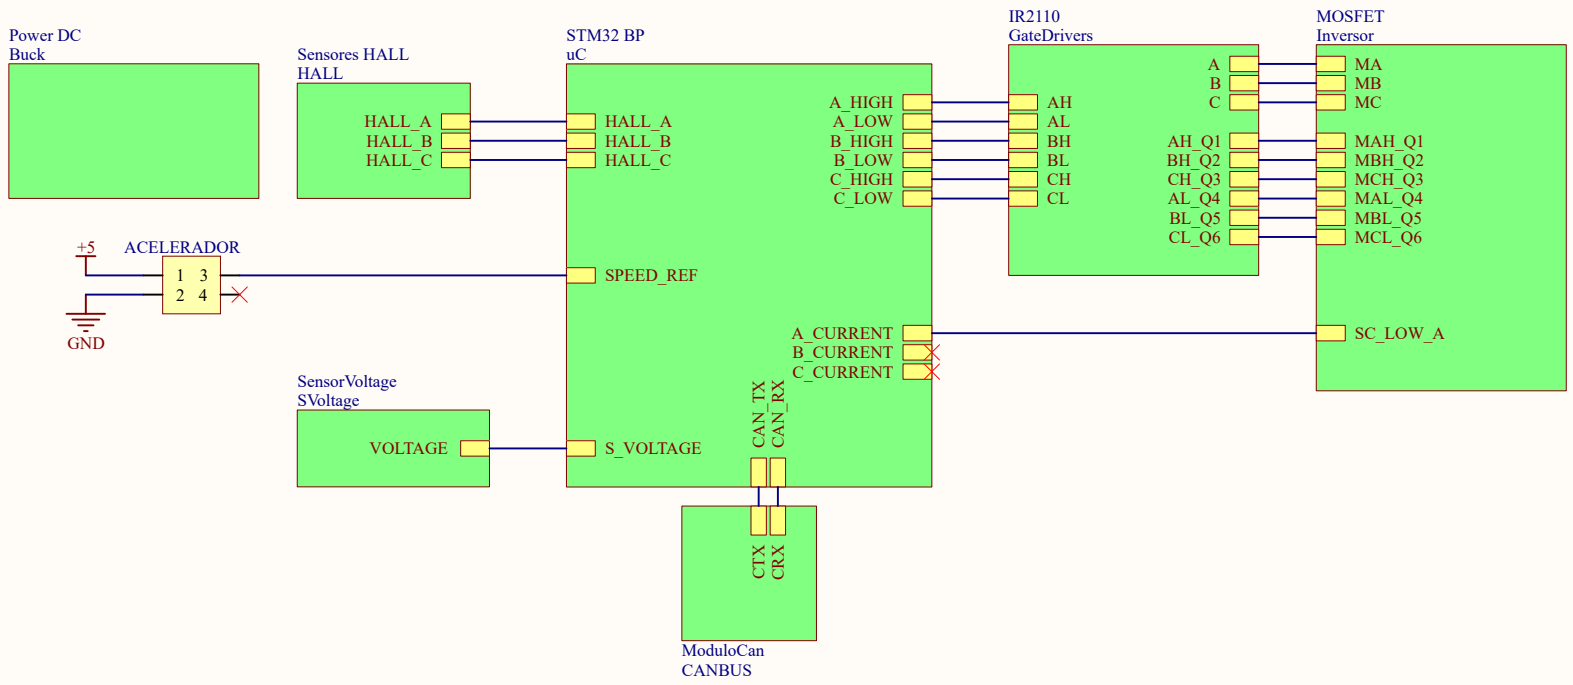 Power DC
Buck
Sensores HALL
HALL
HALL_A
HALL_B
HALL_C
STM32 BP
uC
HALL_A
HALL_B
HALL_C
SPEED_REF
S_VOLTAGE
A_HIGH
A_LOW
B_HIGH
B_LOW
C_HIGH
C_LOW
A_CURRENT
B_CURRENT
C_CURRENT
CAN_TX
CAN_RX
IR2110
GateDrivers
AH
AL
BH
BL
CH
CL
A
B
C
AH_Q1
BH_Q2
CH_Q3
AL_Q4
BL_Q5
CL_Q6
MOSFET
Inversor
MA
MB
MC
MAH_Q1
MBH_Q2
MCH_Q3
MAL_Q4
MBL_Q5
MCL_Q6
SC_LOW_A
+5
ACELERADOR
1 3
2 4
GND
SensorVoltage
SVoltage
VOLTAGE
CTX
CRX
ModuloCan
CANBUS